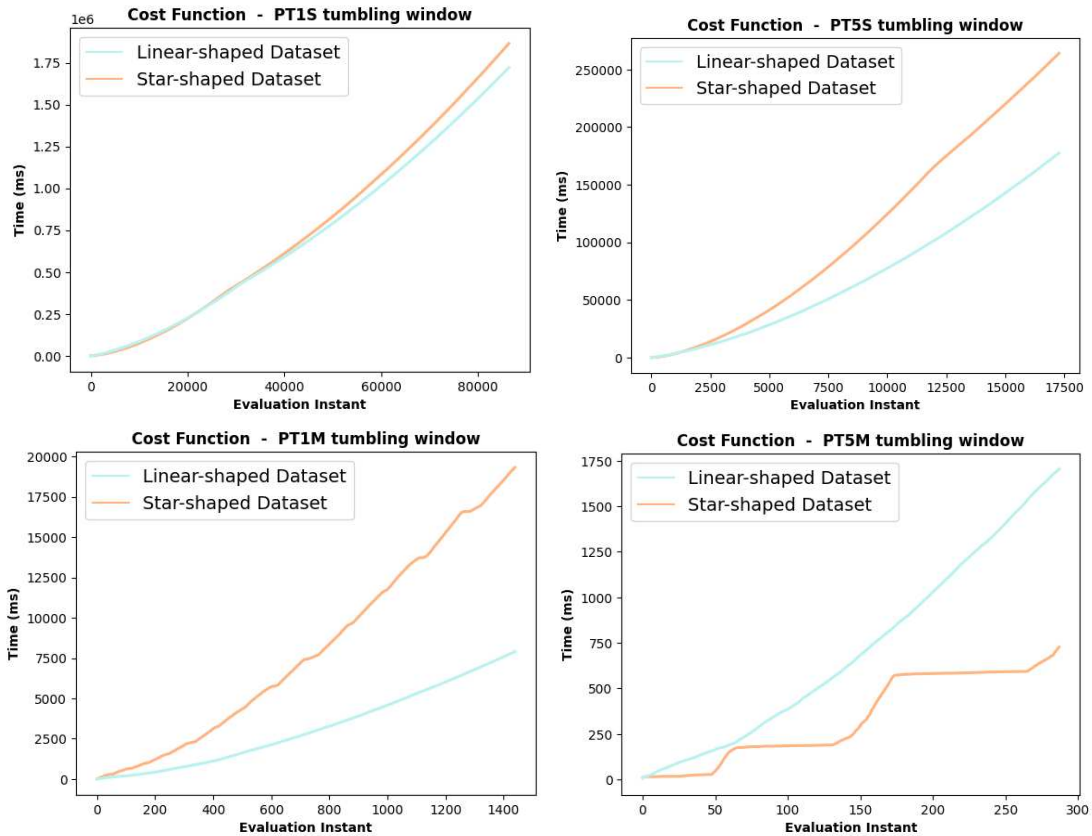 Cost Function - PT1S tumbling window
1e6
Linear-shaped Dataset
Star-shaped Dataset
1.75
1.50
1.25
1.00
0.75
0.50
0.25
0.00
Time (ms)
0 20000 40000 60000 80000
Evaluation Instant
Cost Function - PT5S tumbling window
Linear-shaped Dataset
Star-shaped Dataset
250000
200000
150000
100000
50000
0
Time (ms)
0 2500 5000 7500 10000 12500 15000 17500
Evaluation Instant
Cost Function - PT1M tumbling window
Linear-shaped Dataset
Star-shaped Dataset
20000
17500
15000
12500
10000
7500
5000
2500
0
Time (ms)
0 200 400 600 800 1000 1200 1400
Evaluation Instant
Cost Function - PT5M tumbling window
Linear-shaped Dataset
Star-shaped Dataset
1750
1500
1250
1000
750
500
250
0
Time (ms)
0 50 100 150 200 250 300
Evaluation Instant